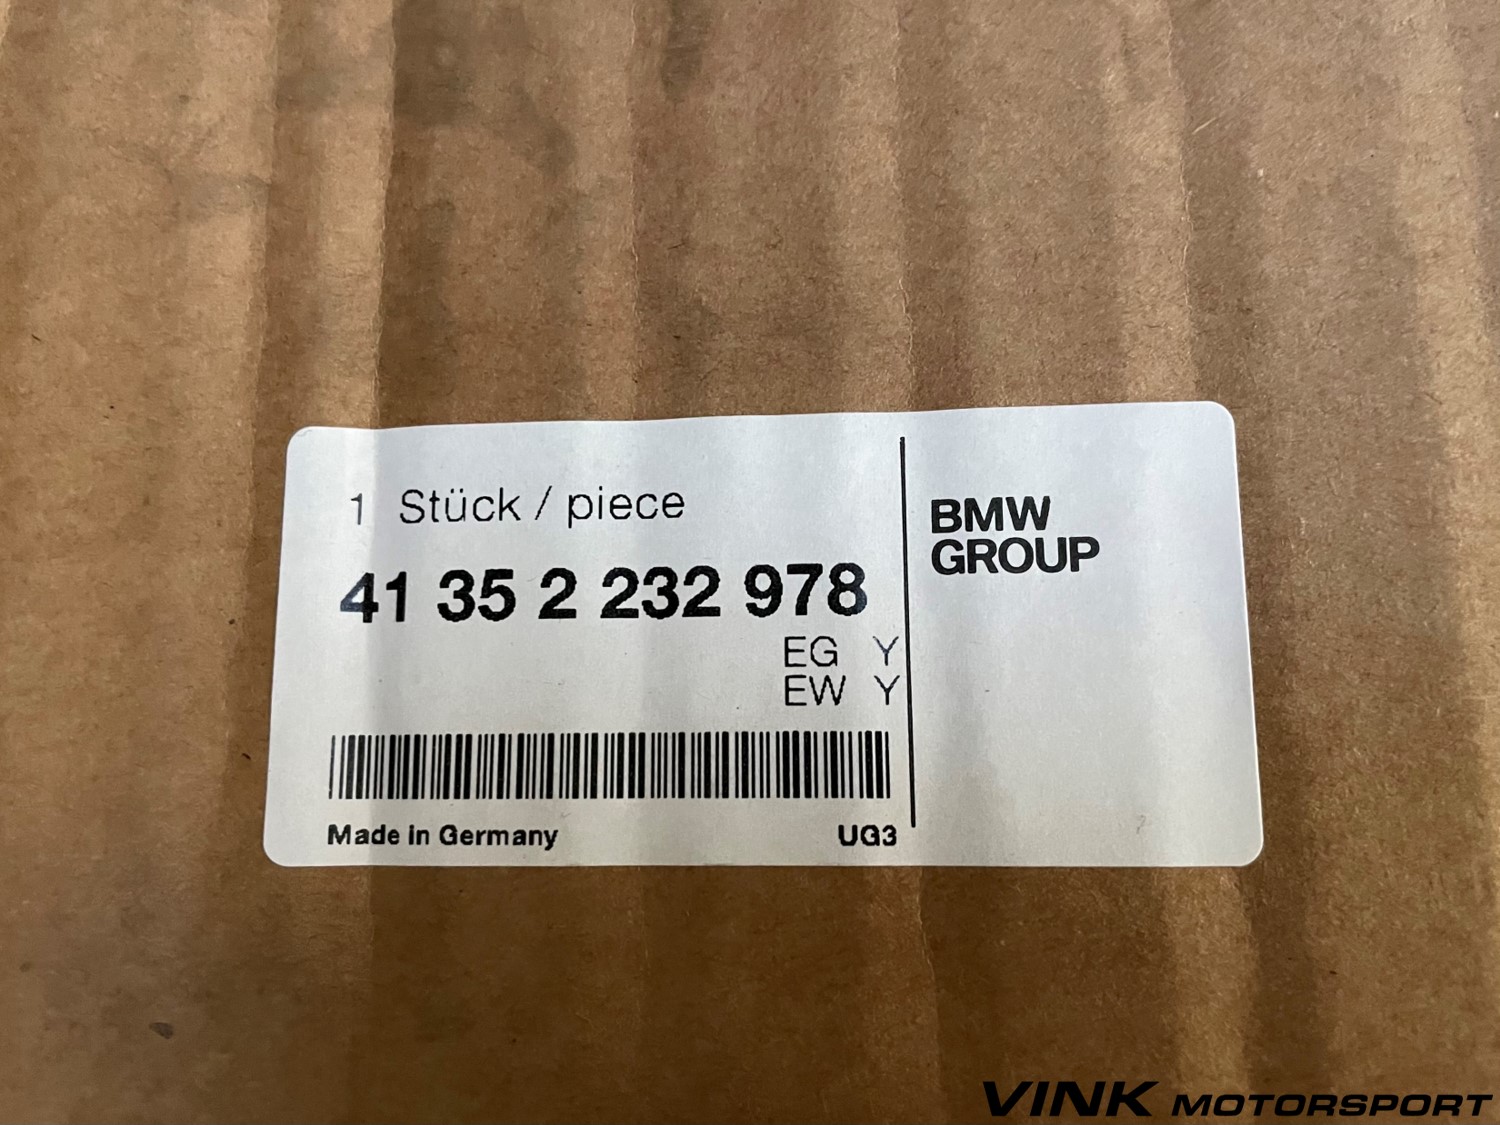 1 Stück / piece
41 35 2 232 978
EG Y
EW Y
Made in Germany UG3
BMW
GROUP
VINK MOTORSPORT